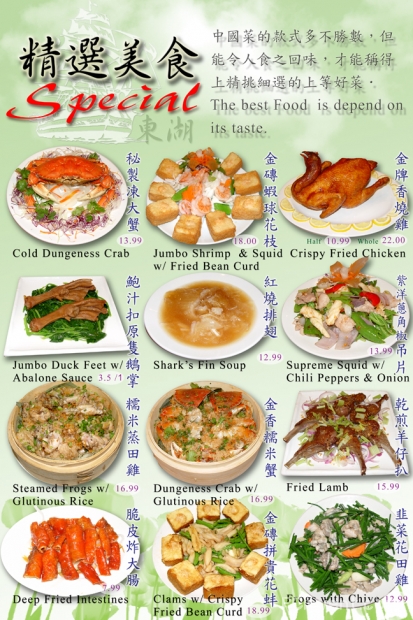 精選美食
Special
東湖
中國菜的款式多不勝數，但
能令人食之回味，才能稱得
上精挑細選的上等好菜．
The best Food is depend on
its taste.
秘製凍大蟹
13.99
Cold Dungeness Crab
金磚蝦球花枝
18.00
Jumbo Shrimp & Squid
w/ Fried Bean Curd
金牌香燒雞
Half 10.99 Whole 22.00
Crispy Fried Chicken
鮑汁扣原隻鵝掌
Jumbo Duck Feet w/
Abalone Sauce 3.5 /1
紅燒排翅
12.99
Shark's Fin Soup
紫洋蔥角椒吊片
13.99
Supreme Squid w/
Chili Peppers & Onion
糯米蒸田雞
Steamed Frogs w/ 16.99
Glutinous Rice
金香糯米蟹
Dungeness Crab w/ 16.99
Glutinous Rice
乾煎羊仔扒
Fried Lamb 15.99
脆皮炸大腸
7.99
Deep Fried Intestines
金磚拼貴花蚌
Clams w/ Crispy
Fried Bean Curd 18.99
韭菜花田雞
Frogs with Chive 12.99